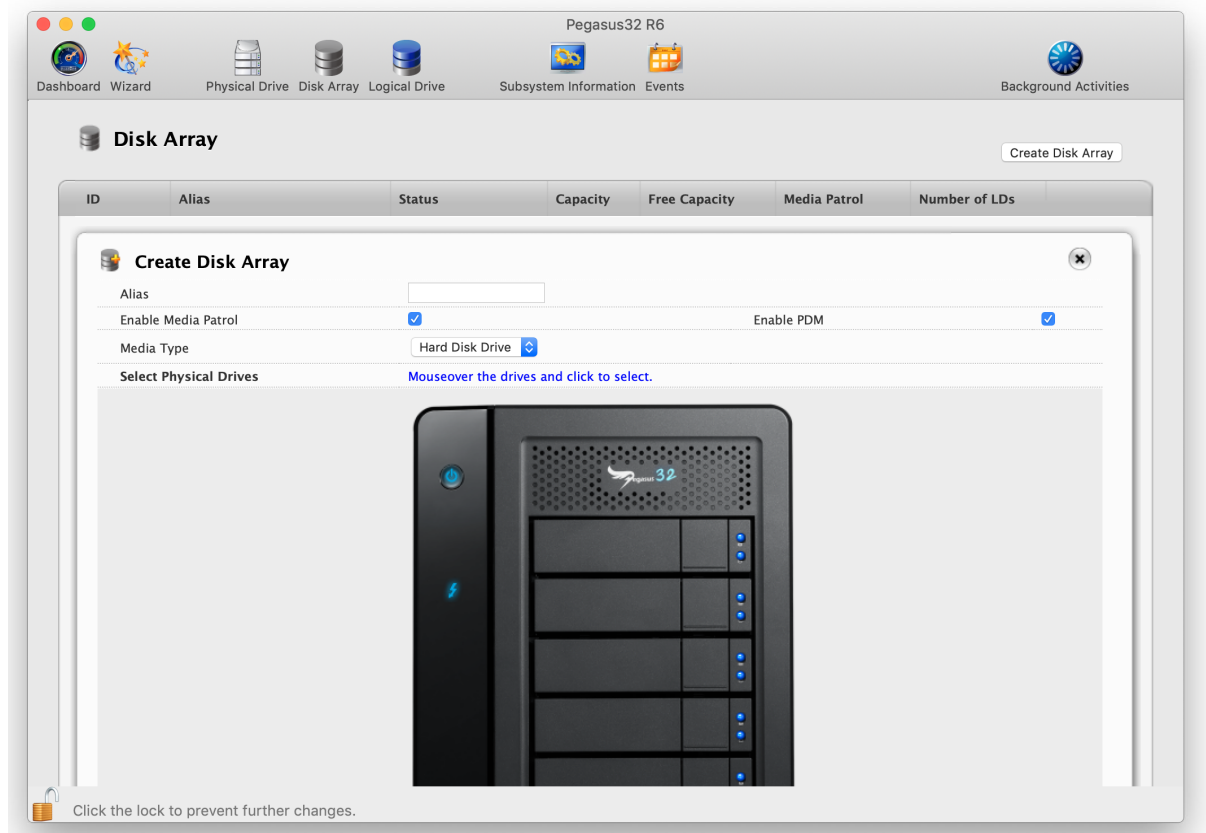 Pegasus32 R6
Dashboard Wizard Physical Drive Disk Array Logical Drive Subsystem Information Events Background Activities
Disk Array
Create Disk Array
ID Alias Status Capacity Free Capacity Media Patrol Number of LDs
Create Disk Array
Alias
Enable Media Patrol Enable PDM
Media Type Hard Disk Drive
Select Physical Drives Mouseover the drives and click to select.
Pegasus 32
Click the lock to prevent further changes.